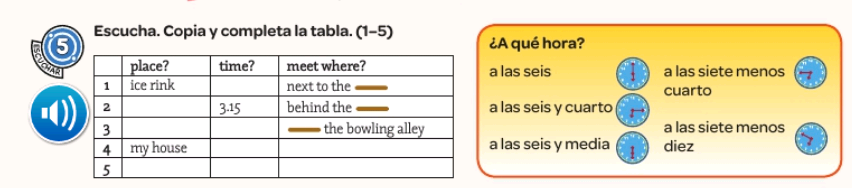 Escucha. Copia y completa la tabla. (1–5)
5
ESCUCHAR
place? time? meet where?
1 ice rink next to the
2 3.15 behind the
3 the bowling alley
4 my house
5
¿A qué hora?
a las seis
a las seis y cuarto
a las seis y media
a las siete menos
cuarto
a las siete menos
diez